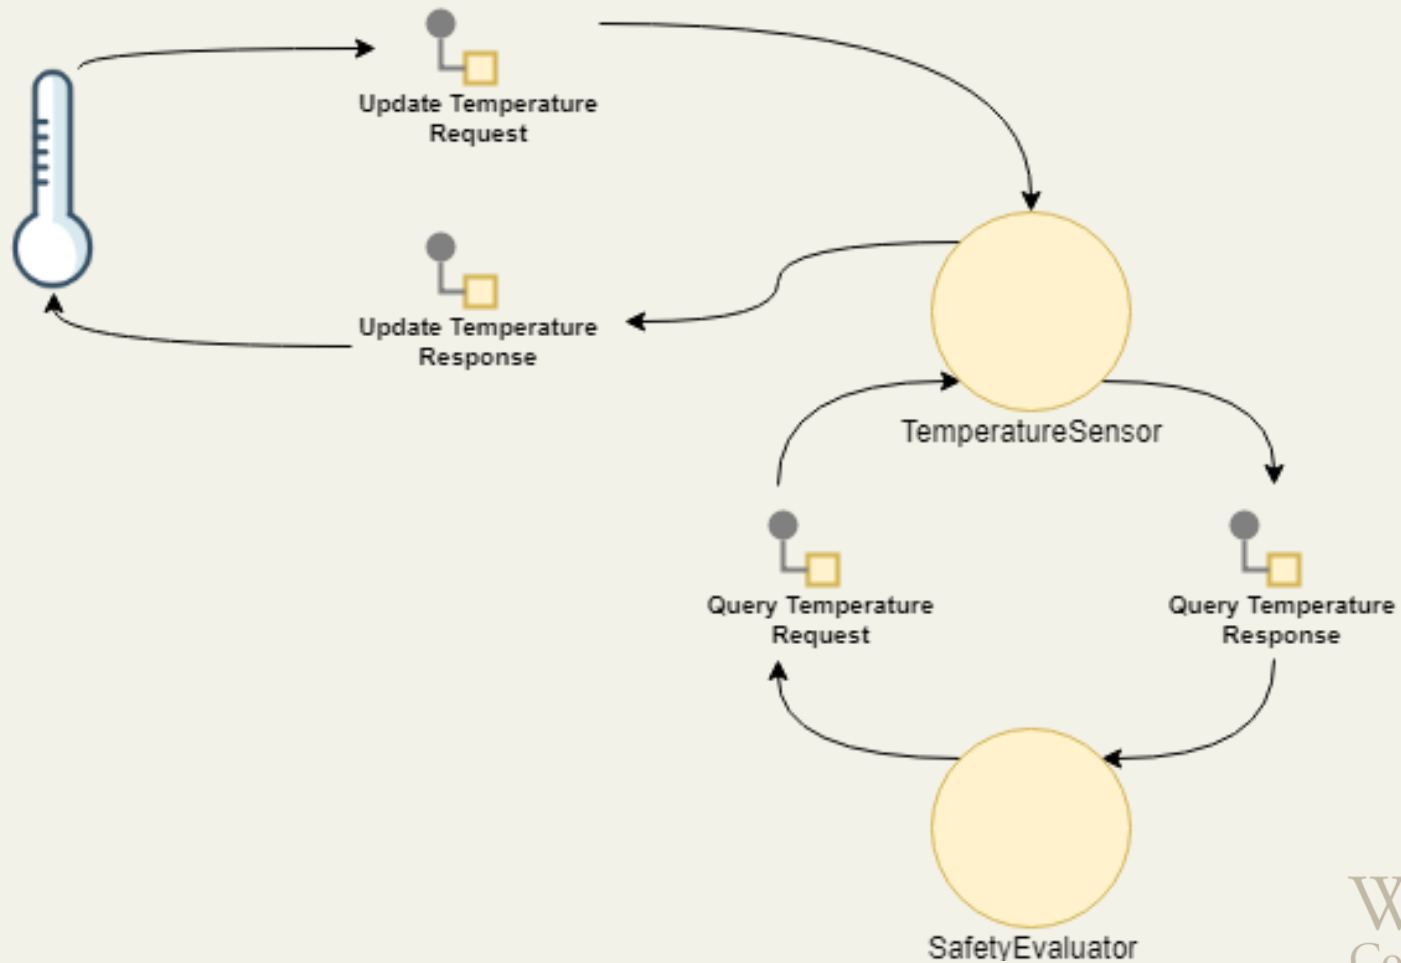 Update Temperature
Request
Update Temperature
Response
TemperatureSensor
Query Temperature
Request
Query Temperature
Response
SafetyEvaluator